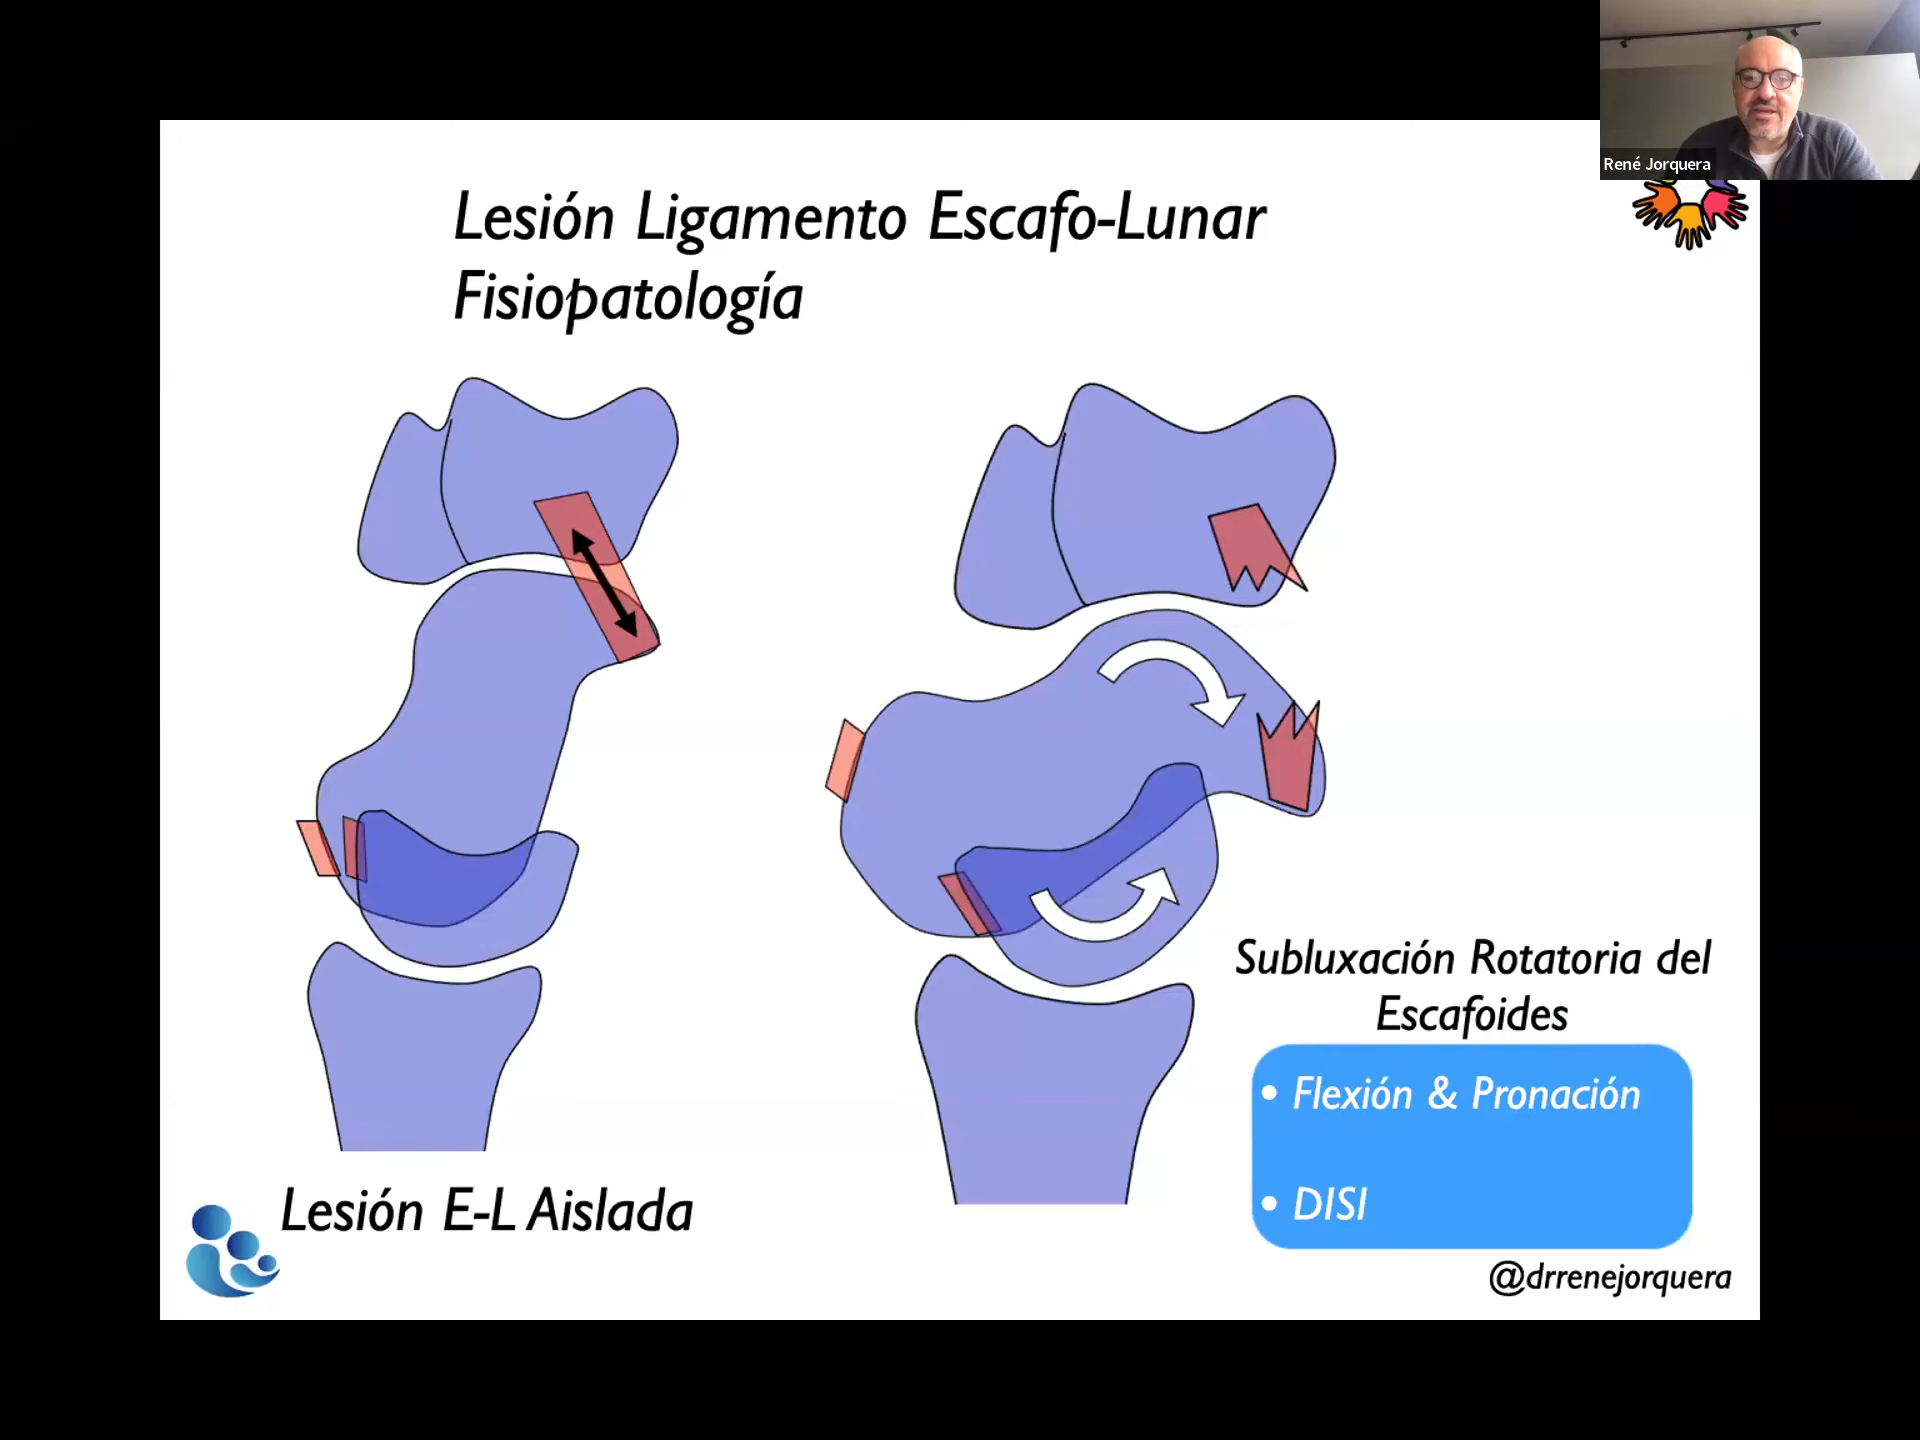 René Jorquera
Lesión Ligamento Escafo-Lunar
Fisiopatología
Subluxación Rotatoria del
Escafoides
• Flexión & Pronación
• DISI
Lesión E-L Aislada
@drrenejorquera